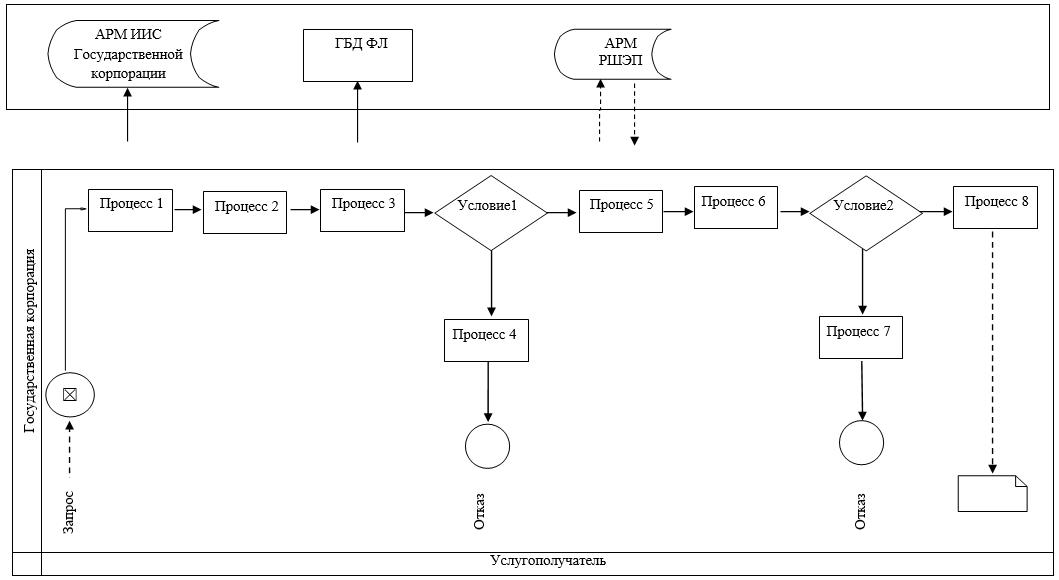 АРМ ИИС
Государственной
корпорации
ГБД ФЛ
АРМ
РШЭП
Процесс 1
Процесс 2
Процесс 3
Условие1
Процесс 5
Процесс 6
Условие2
Процесс 8
Процесс 4
Процесс 7
Государственная корпорация
Запрос
Отказ
Отказ
Услугополучатель